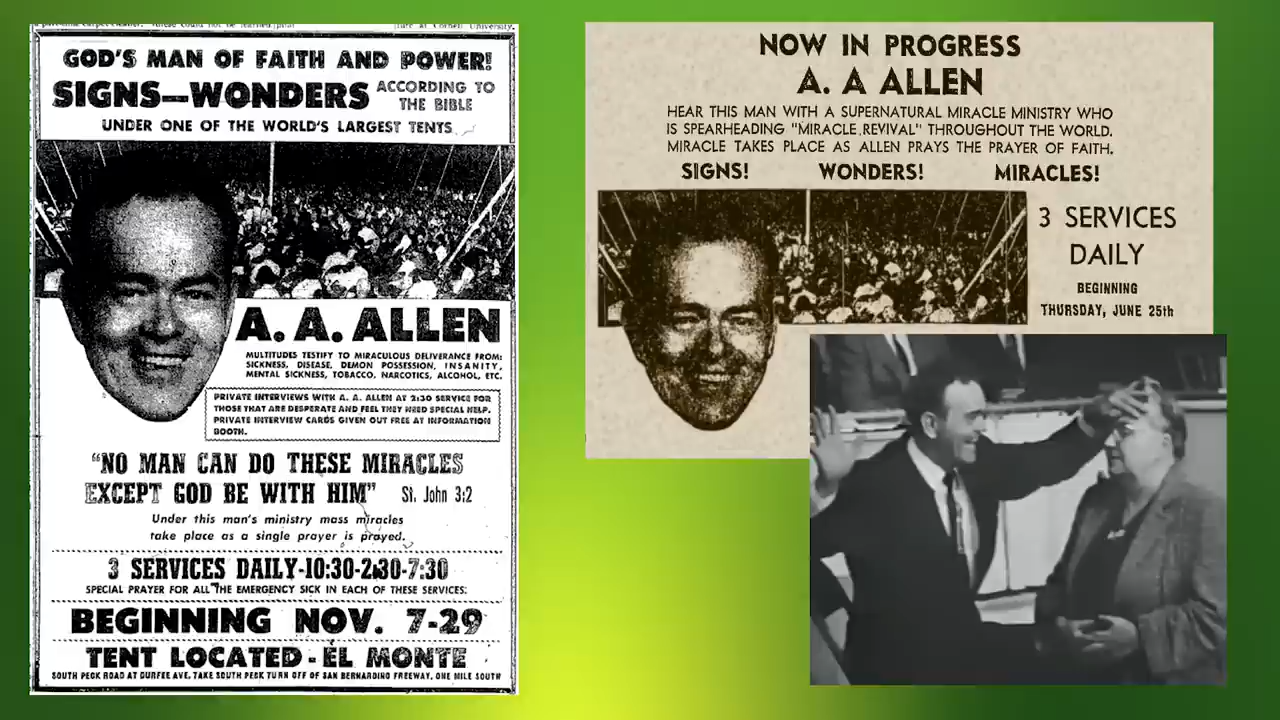 GOD'S MAN OF FAITH AND POWER!
SIGNS—WONDERS ACCORDING TO THE BIBLE
UNDER ONE OF THE WORLD'S LARGEST TENTS
A. A. ALLEN
MULTITUDES TESTIFY TO MIRACULOUS DELIVERANCE FROM:
SICKNESS, DISEASE, DEMON POSSESSION, INSANITY,
MENTAL SICKNESS, TOBACCO, NARCOTICS, ALCOHOL, ETC.
PRIVATE INTERVIEWS WITH A. A. ALLEN AT 2:30 SERVICE FOR
THOSE THAT ARE DESPERATE AND FEEL THEY NEED SPECIAL HELP.
PRIVATE INTERVIEW CARDS GIVEN OUT FREE AT INFORMATION
BOOTH.
"NO MAN CAN DO THESE MIRACLES
EXCEPT GOD BE WITH HIM" St. John 3:2
Under this man's ministry mass miracles
take place as a single prayer is prayed.
3 SERVICES DAILY-10:30-2:30-7:30
SPECIAL PRAYER FOR ALL THE EMERGENCY SICK IN EACH OF THESE SERVICES.
BEGINNING NOV. 7-29
TENT LOCATED - EL MONTE
SOUTH PECK ROAD AT DURFEE AVE. TAKE SOUTH PECK TURN OFF OF SAN BERNARDINO FREEWAY, ONE MILE SOUTH
NOW IN PROGRESS
A. A ALLEN
HEAR THIS MAN WITH A SUPERNATURAL MIRACLE MINISTRY WHO
IS SPEARHEADING "MIRACLE REVIVAL" THROUGHOUT THE WORLD.
MIRACLE TAKES PLACE AS ALLEN PRAYS THE PRAYER OF FAITH.
SIGNS! WONDERS! MIRACLES!
3 SERVICES
DAILY
BEGINNING
THURSDAY, JUNE 25th